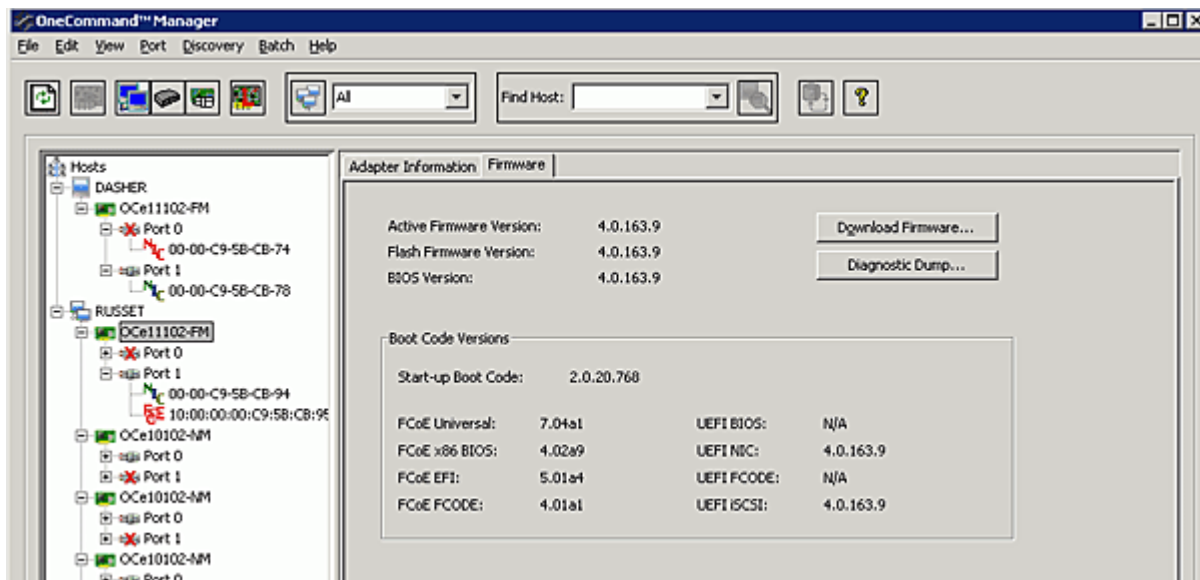 OneCommand™ Manager
File Edit View Port Discovery Batch Help
All Find Host:
Hosts
DASHER
OCe11102-FM
Port 0
NIC 00-00-C9-5B-CB-74
Port 1
NIC 00-00-C9-5B-CB-78
RUSSET
OCe11102-FM
Port 0
Port 1
NIC 00-00-C9-5B-CB-94
FCoE 10:00:00:00:C9:5B:CB:95
OCe10102-NM
Port 0
Port 1
OCe10102-NM
Port 0
Port 1
OCe10102-NM
Port 0
Adapter Information Firmware
Active Firmware Version: 4.0.163.9
Flash Firmware Version: 4.0.163.9
BIOS Version: 4.0.163.9
Download Firmware...
Diagnostic Dump...
Boot Code Versions
Start-up Boot Code: 2.0.20.768
FCoE Universal: 7.04a1 UEFI BIOS: N/A
FCoE x86 BIOS: 4.02a9 UEFI NIC: 4.0.163.9
FCoE EFI: 5.01a4 UEFI FCODE: N/A
FCoE FCODE: 4.01a1 UEFI iSCSI: 4.0.163.9